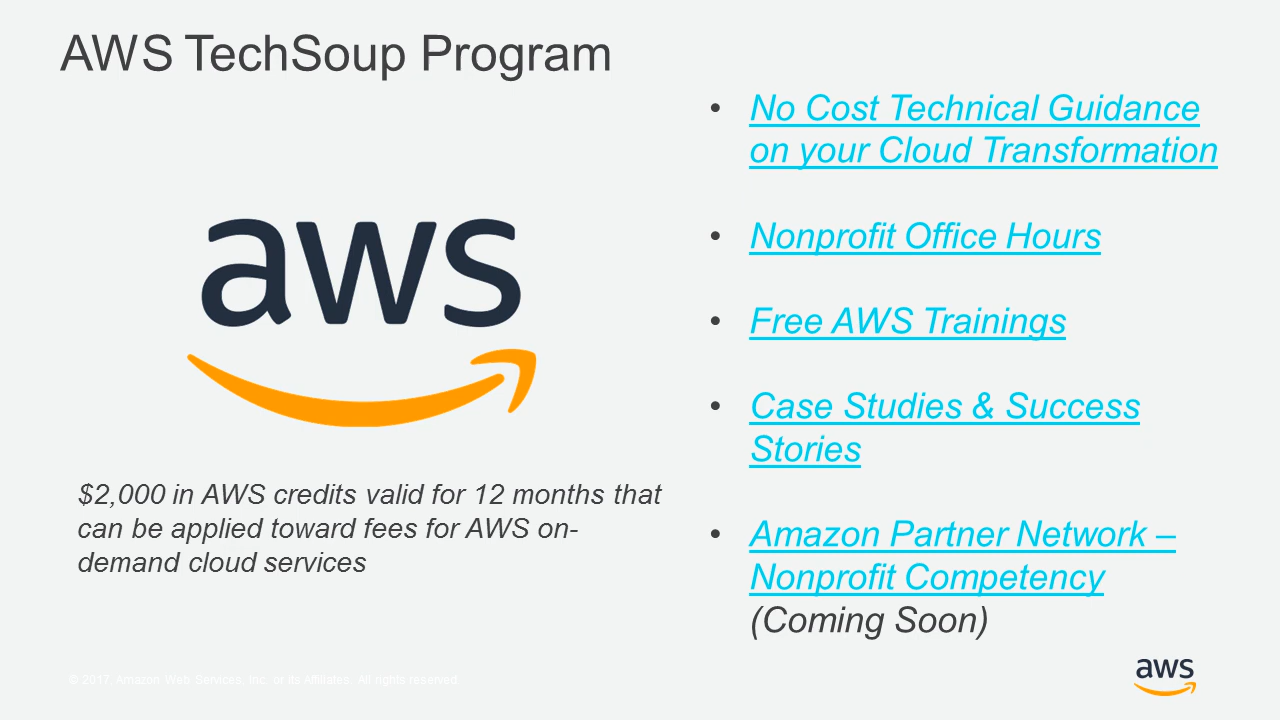 AWS TechSoup Program
aws
$2,000 in AWS credits valid for 12 months that
can be applied toward fees for AWS on-
demand cloud services
• No Cost Technical Guidance
on your Cloud Transformation
• Nonprofit Office Hours
• Free AWS Trainings
• Case Studies & Success
Stories
• Amazon Partner Network –
Nonprofit Competency
(Coming Soon)
© 2017, Amazon Web Services, Inc. or its Affiliates. All rights reserved.
aws